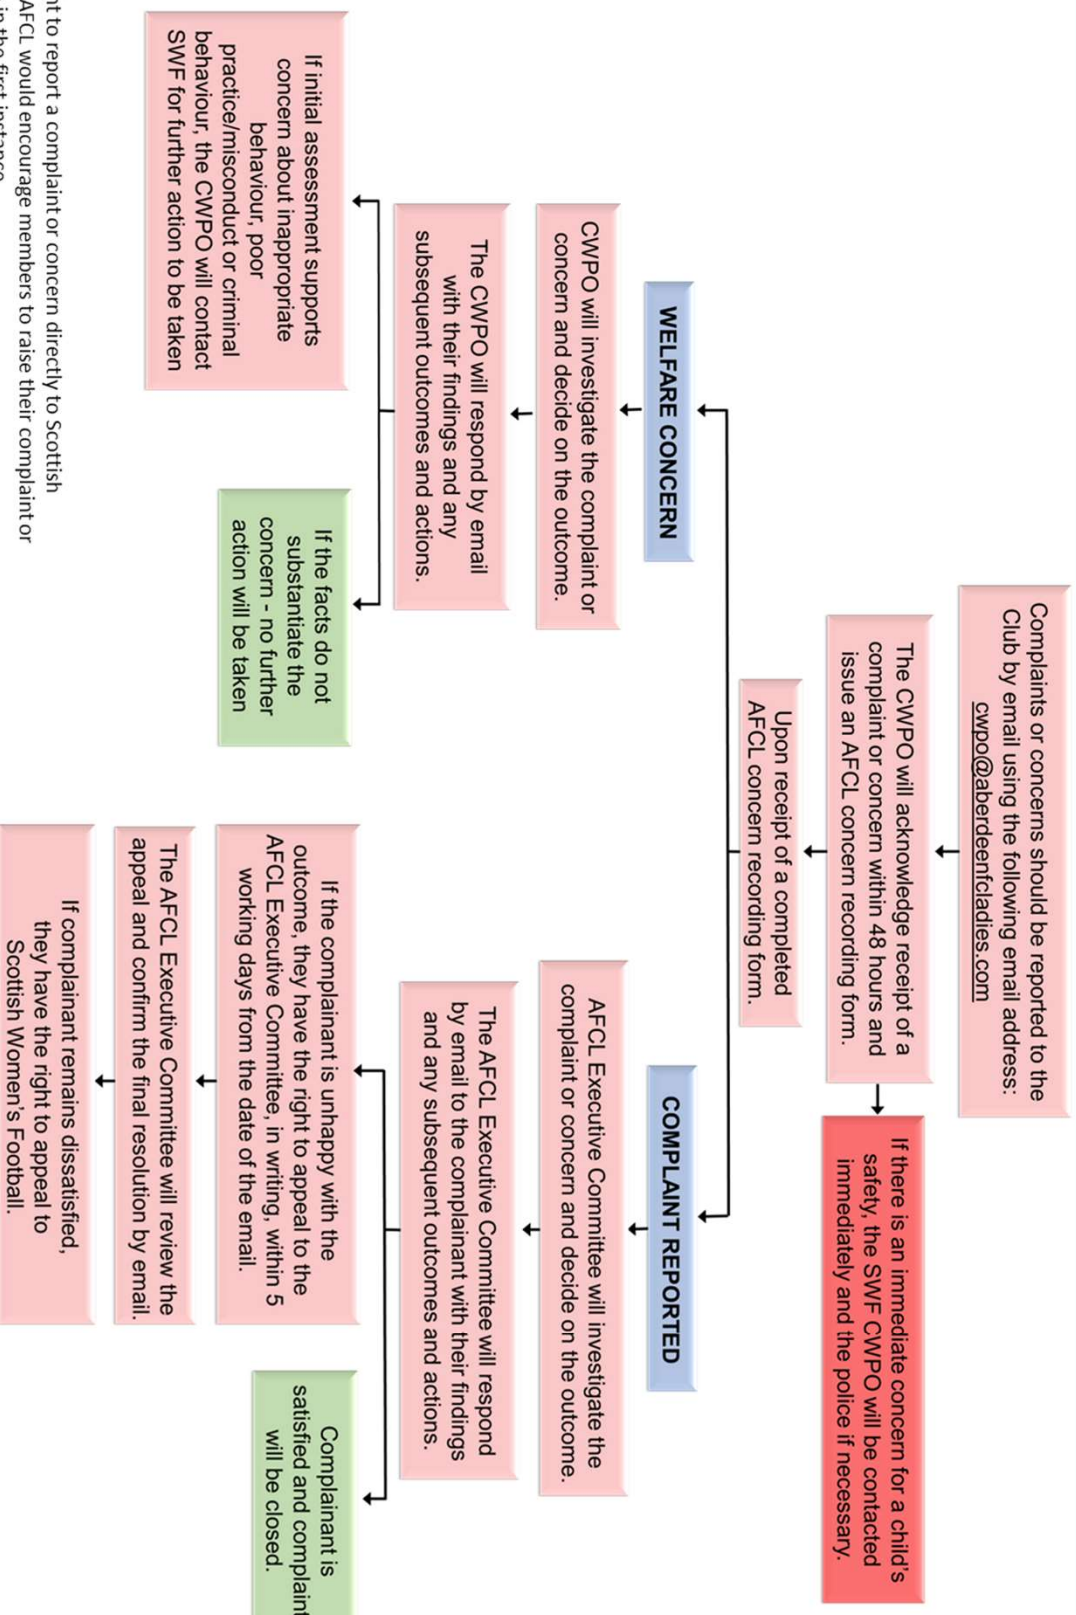 Complaints or concerns should be reported to the
Club by email using the following email address:
cwpo@aberdeenfcladies.com
The CWPO will acknowledge receipt of a
complaint or concern within 48 hours and
issue an AFCL concern recording form.
If there is an immediate concern for a child's
safety, the SWF CWPO will be contacted
immediately and the police if necessary.
Upon receipt of a completed
AFCL concern recording form.
WELFARE CONCERN
CWPO will investigate the complaint or
concern and decide on the outcome.
The CWPO will respond by email
with their findings and any
subsequent outcomes and actions.
If initial assessment supports
concern about inappropriate
behaviour, poor
practice/misconduct or criminal
behaviour, the CWPO will contact
SWF for further action to be taken
If the facts do not
substantiate the
concern - no further
action will be taken
COMPLAINT REPORTED
AFCL Executive Committee will investigate the
complaint or concern and decide on the outcome.
The AFCL Executive Committee will respond
by email to the complainant with their findings
and any subsequent outcomes and actions.
If the complainant is unhappy with the
outcome, they have the right to appeal to the
AFCL Executive Committee, in writing, within 5
working days from the date of the email.
Complainant is
satisfied and complaint
will be closed.
The AFCL Executive Committee will review the
appeal and confirm the final resolution by email.
If complainant remains dissatisfied,
they have the right to appeal to
Scottish Women's Football.
to report a complaint or concern directly to Scottish
AFCL would encourage members to raise their complaint or
in the first instance